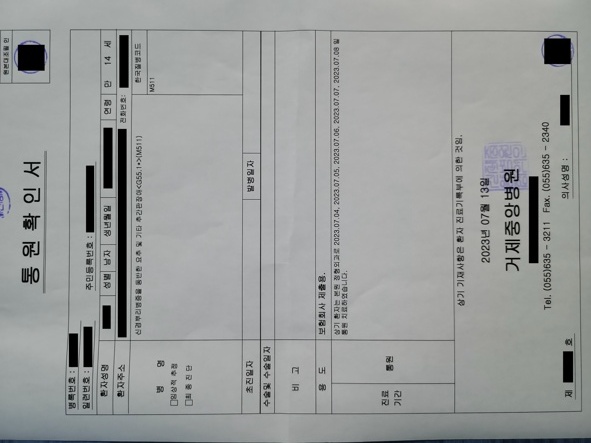 원본대조필 인
통 원 확 인 서
병록번호 :
일련번호 :
주민등록번호 :
환자성명
성별 남자
생년월일
연령
만 14 세
환자주소
전화번호:
병 명
□임상적 추정
□최 종 진 단
한국질병코드
신경뿌리병증을 동반한 요추 및 기타 추간판장애<G55.1*>(M511)
M511
초진일자
발병일자
수술및 수술일자
비 고
용 도
보험회사 제출용.
진료
기간
통원
상기 환자는 본원 정형외과로 2023.07.04, 2023.07.05, 2023.07.06, 2023.07.07, 2023.07.08 일
통원 치료하였습니다.
상기 기재사항은 환자 진료기록부에 의한 것임.
2023년 07월 13일
거제중앙병원
Tel. (055)635 - 3211 Fax. (055)635 - 2340
제 호
의사성명 :